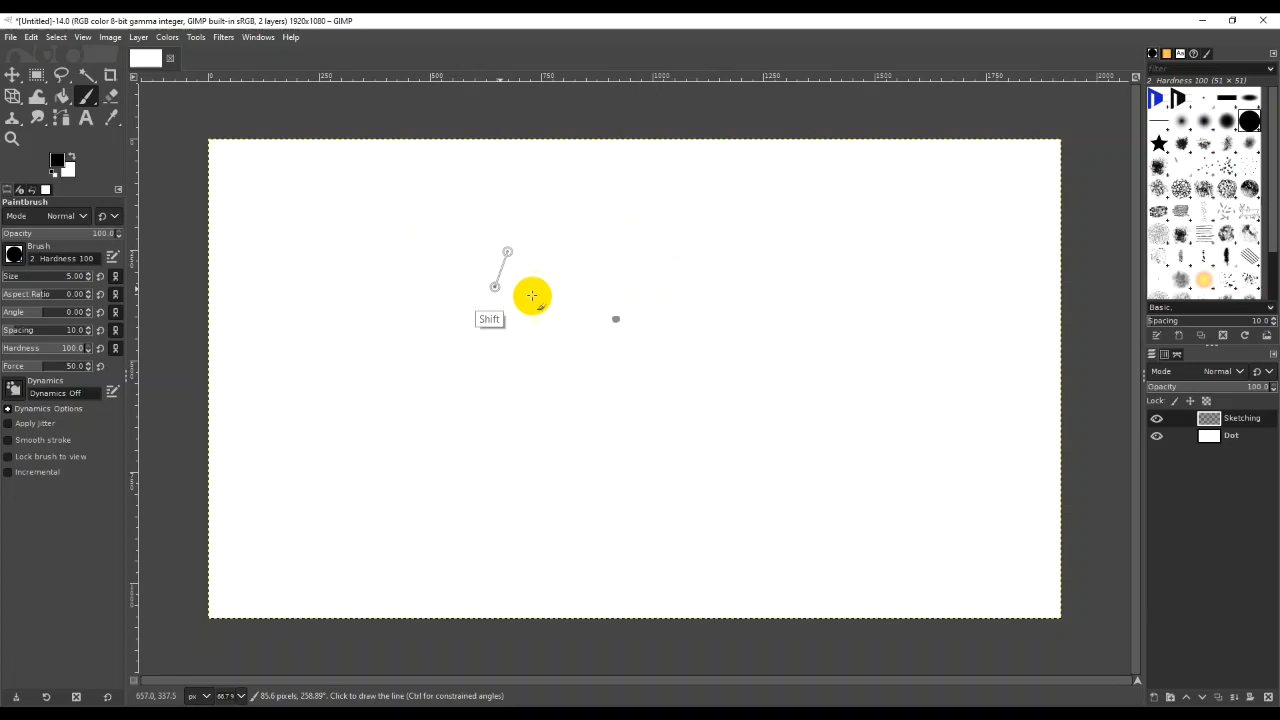 *[Untitled]-14.0 (RGB color 8-bit gamma integer, GIMP built-in sRGB, 2 layers) 1920x1080 – GIMP
File Edit Select View Image Layer Colors Tools Filters Windows Help
0 250 500 750 1000 1250 1500 1750 2000
filter
2. Hardness 100 (51 × 51)
Paintbrush
Mode Normal
Opacity 100.0
Brush
2. Hardness 100
Size 5.00
Aspect Ratio 0.00
Angle 0.00
Spacing 10.0
Hardness 100.0
Force 50.0
Dynamics
Dynamics Off
Dynamics Options
Apply Jitter
Smooth stroke
Lock brush to view
Incremental
Shift
Basic,
Spacing 10.0
Mode Normal
Opacity 100.0
Lock:
Sketching
Dot
657.0, 337.5 px 66.7 85.6 pixels, 258.89°. Click to draw the line (Ctrl for constrained angles)